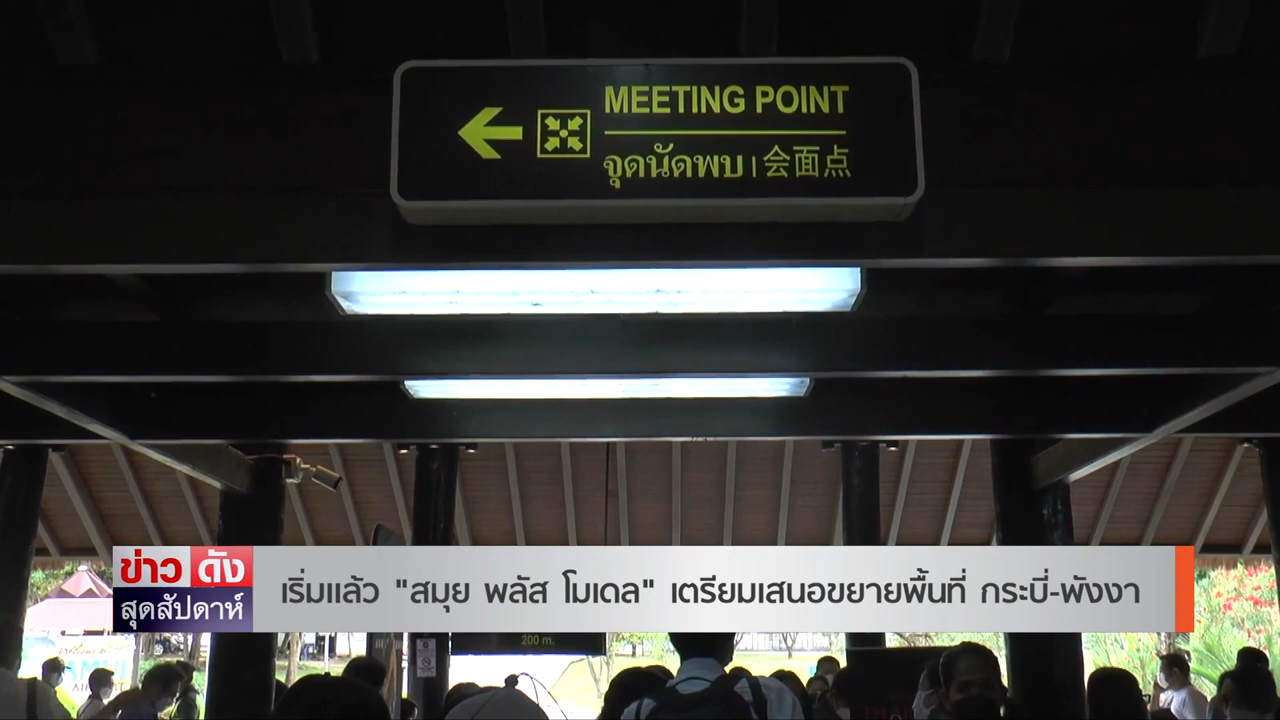 MEETING POINT
จุดนัดพบ | 会面点
ข่าว ดัง
สุดสัปดาห์
เริ่มแล้ว "สมุย พลัส โมเดล" เตรียมเสนอขยายพื้นที่ กระบี่-พังงา
200 m.